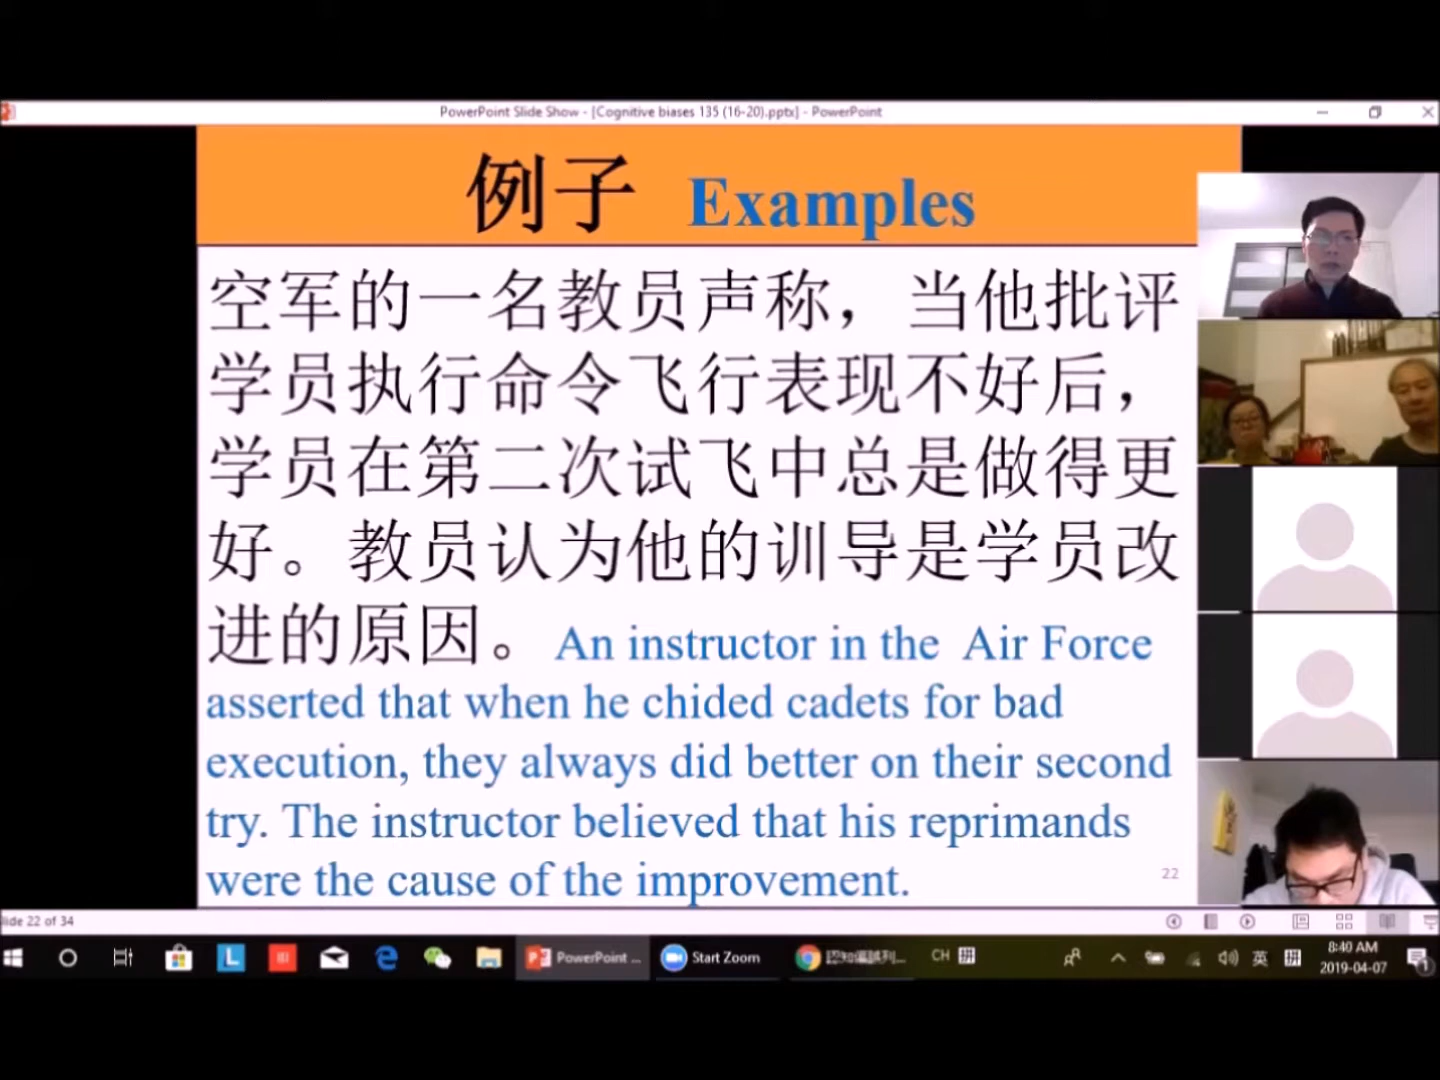 PowerPoint Slide Show - [Cognitive biases 135 (16-20).pptx] - PowerPoint
例子 Examples
空军的一名教员声称，当他批评
学员执行命令飞行表现不好后，
学员在第二次试飞中总是做得更
好。教员认为他的训导是学员改
进的原因。An instructor in the Air Force
asserted that when he chided cadets for bad
execution, they always did better on their second
try. The instructor believed that his reprimands
were the cause of the improvement.
22
lide 22 of 34
PowerPoint ...
Start Zoom
CH 拼
英 拼
8:40 AM
2019-04-07